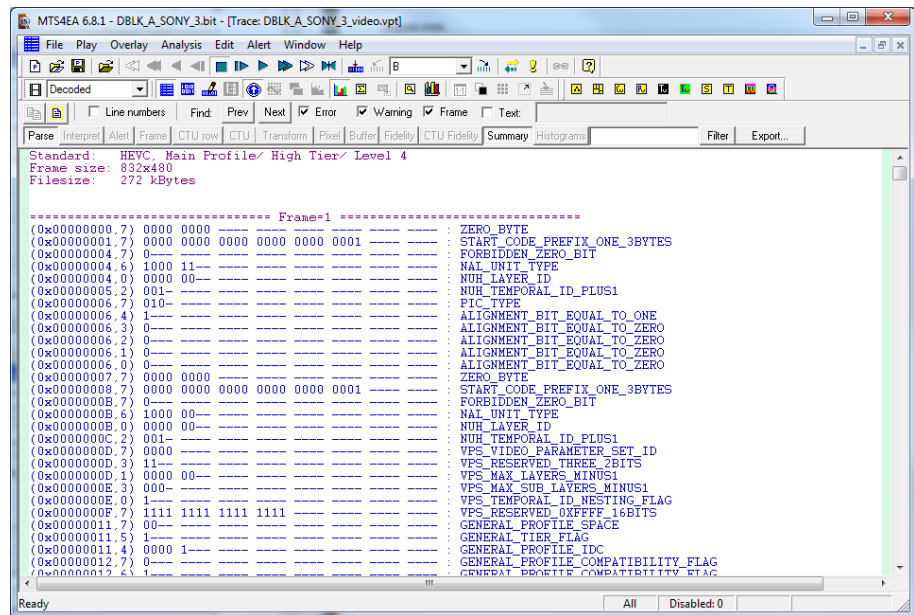 MTS4EA 6.8.1 - DBLK_A_SONY_3.bit - [Trace: DBLK_A_SONY_3_video.vpt]
File Play Overlay Analysis Edit Alert Window Help
B
Decoded
Line numbers Find: Prev Next Error Warning Frame Text:
Parse Interpret Alert Frame CTU row CTU Transform Pixel Buffer Fidelity CTU Fidelity Summary Histograms Filter Export...
Standard: HEVC, Main Profile/ High Tier/ Level 4
Frame size: 832x480
Filesize: 272 kBytes
================================ Frame=1 ================================
(0x00000000,7) 0000 0000 ---- ---- ---- ---- ---- ---- : ZERO_BYTE
(0x00000001,7) 0000 0000 0000 0000 0000 0001 ---- ---- : START_CODE_PREFIX_ONE_3BYTES
(0x00000004,7) 0--- ---- ---- ---- ---- ---- ---- ---- : FORBIDDEN_ZERO_BIT
(0x00000004,6) 1000 11-- ---- ---- ---- ---- ---- ---- : NAL_UNIT_TYPE
(0x00000004,0) 0000 00-- ---- ---- ---- ---- ---- ---- : NUH_LAYER_ID
(0x00000005,2) 001- ---- ---- ---- ---- ---- ---- ---- : NUH_TEMPORAL_ID_PLUS1
(0x00000006,7) 010- ---- ---- ---- ---- ---- ---- ---- : PIC_TYPE
(0x00000006,4) 1--- ---- ---- ---- ---- ---- ---- ---- : ALIGNMENT_BIT_EQUAL_TO_ONE
(0x00000006,3) 0--- ---- ---- ---- ---- ---- ---- ---- : ALIGNMENT_BIT_EQUAL_TO_ZERO
(0x00000006,2) 0--- ---- ---- ---- ---- ---- ---- ---- : ALIGNMENT_BIT_EQUAL_TO_ZERO
(0x00000006,1) 0--- ---- ---- ---- ---- ---- ---- ---- : ALIGNMENT_BIT_EQUAL_TO_ZERO
(0x00000006,0) 0--- ---- ---- ---- ---- ---- ---- ---- : ALIGNMENT_BIT_EQUAL_TO_ZERO
(0x00000007,7) 0000 0000 ---- ---- ---- ---- ---- ---- : ZERO_BYTE
(0x00000008,7) 0000 0000 0000 0000 0000 0001 ---- ---- : START_CODE_PREFIX_ONE_3BYTES
(0x0000000B,7) 0--- ---- ---- ---- ---- ---- ---- ---- : FORBIDDEN_ZERO_BIT
(0x0000000B,6) 1000 00-- ---- ---- ---- ---- ---- ---- : NAL_UNIT_TYPE
(0x0000000B,0) 0000 00-- ---- ---- ---- ---- ---- ---- : NUH_LAYER_ID
(0x0000000C,2) 001- ---- ---- ---- ---- ---- ---- ---- : NUH_TEMPORAL_ID_PLUS1
(0x0000000D,7) 0000 ---- ---- ---- ---- ---- ---- ---- : VPS_VIDEO_PARAMETER_SET_ID
(0x0000000D,3) 11-- ---- ---- ---- ---- ---- ---- ---- : VPS_RESERVED_THREE_2BITS
(0x0000000D,1) 0000 00-- ---- ---- ---- ---- ---- ---- : VPS_MAX_LAYERS_MINUS1
(0x0000000E,3) 000- ---- ---- ---- ---- ---- ---- ---- : VPS_MAX_SUB_LAYERS_MINUS1
(0x0000000E,0) 1--- ---- ---- ---- ---- ---- ---- ---- : VPS_TEMPORAL_ID_NESTING_FLAG
(0x0000000F,7) 1111 1111 1111 1111 ---- ---- ---- ---- : VPS_RESERVED_0XFFFF_16BITS
(0x00000011,7) 00-- ---- ---- ---- ---- ---- ---- ---- : GENERAL_PROFILE_SPACE
(0x00000011,5) 1--- ---- ---- ---- ---- ---- ---- ---- : GENERAL_TIER_FLAG
(0x00000011,4) 0000 1--- ---- ---- ---- ---- ---- ---- : GENERAL_PROFILE_IDC
(0x00000012,7) 0--- ---- ---- ---- ---- ---- ---- ---- : GENERAL_PROFILE_COMPATIBILITY_FLAG
(0x00000012,6) 1--- ---- ---- ---- ---- ---- ---- ---- : GENERAL_PROFILE_COMPATIBILITY_FLAG
Ready All Disabled: 0